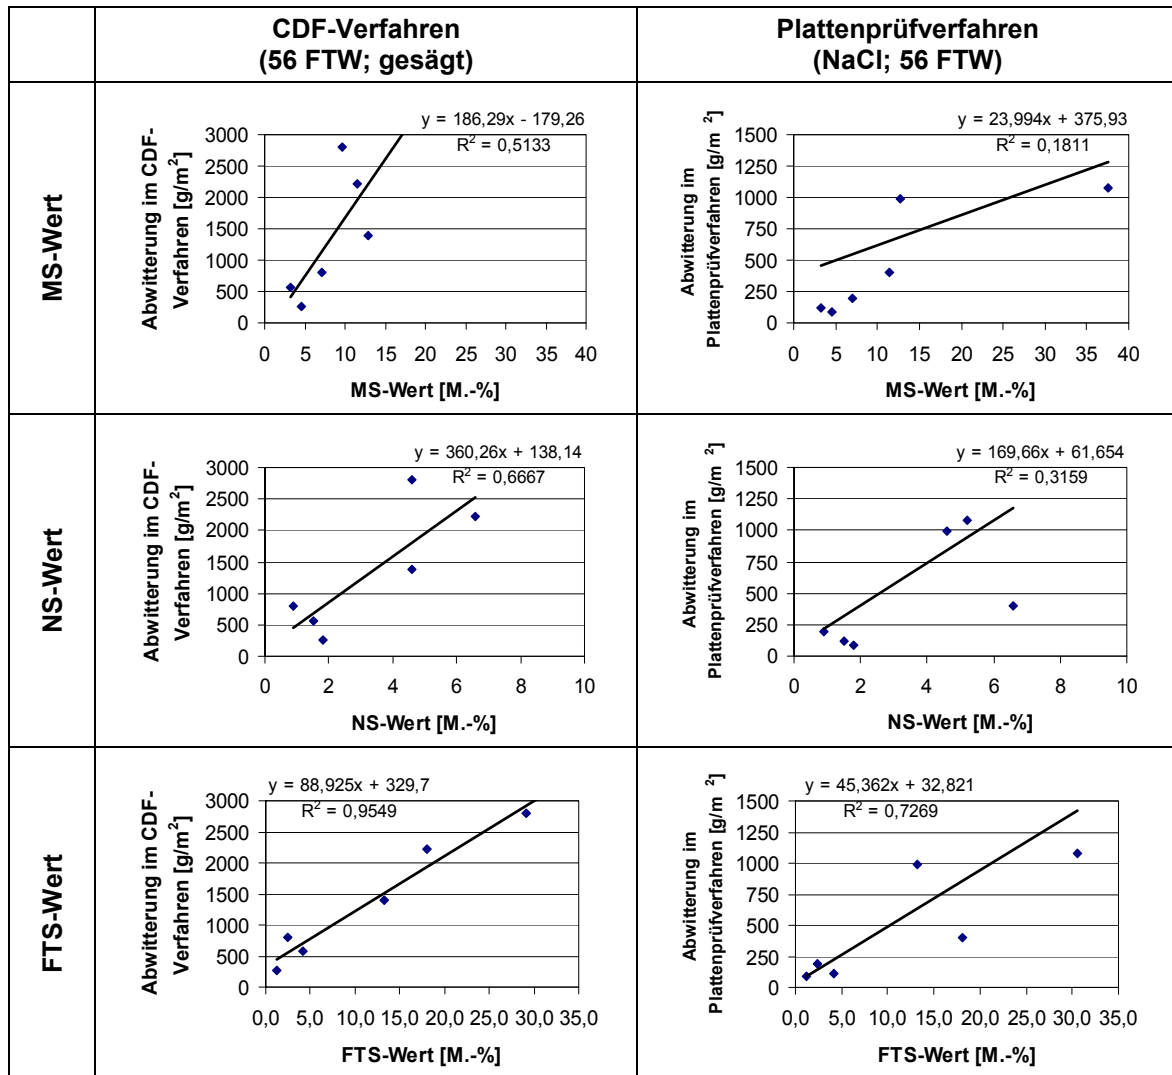 CDF-Verfahren
(56 FTW; gesägt)
Plattenprüfverfahren
(NaCl; 56 FTW)
MS-Wert
y = 186,29x - 179,26
R² = 0,5133
Abwitterung im CDF-
Verfahren [g/m²]
3000
2500
2000
1500
1000
500
0
0 5 10 15 20 25 30 35 40
MS-Wert [M.-%]
y = 23,994x + 375,93
R² = 0,1811
Abwitterung im
Plattenprüfverfahren [g/m ²]
1500
1250
1000
750
500
250
0
0 5 10 15 20 25 30 35 40
MS-Wert [M.-%]
NS-Wert
y = 360,26x + 138,14
R² = 0,6667
Abwitterung im CDF-
Verfahren [g/m²]
3000
2500
2000
1500
1000
500
0
0 2 4 6 8 10
NS-Wert [M.-%]
y = 169,66x + 61,654
R² = 0,3159
Abwitterung im
Plattenprüfverfahren [g/m ²]
1500
1250
1000
750
500
250
0
0 2 4 6 8 10
NS-Wert [M.-%]
FTS-Wert
y = 88,925x + 329,7
R² = 0,9549
Abwitterung im CDF-
Verfahren [g/m²]
3000
2500
2000
1500
1000
500
0
0,0 5,0 10,0 15,0 20,0 25,0 30,0 35,0
FTS-Wert [M.-%]
y = 45,362x + 32,821
R² = 0,7269
Abwitterung im
Plattenprüfverfahren [g/m ²]
1500
1250
1000
750
500
250
0
0,0 5,0 10,0 15,0 20,0 25,0 30,0 35,0
FTS-Wert [M.-%]